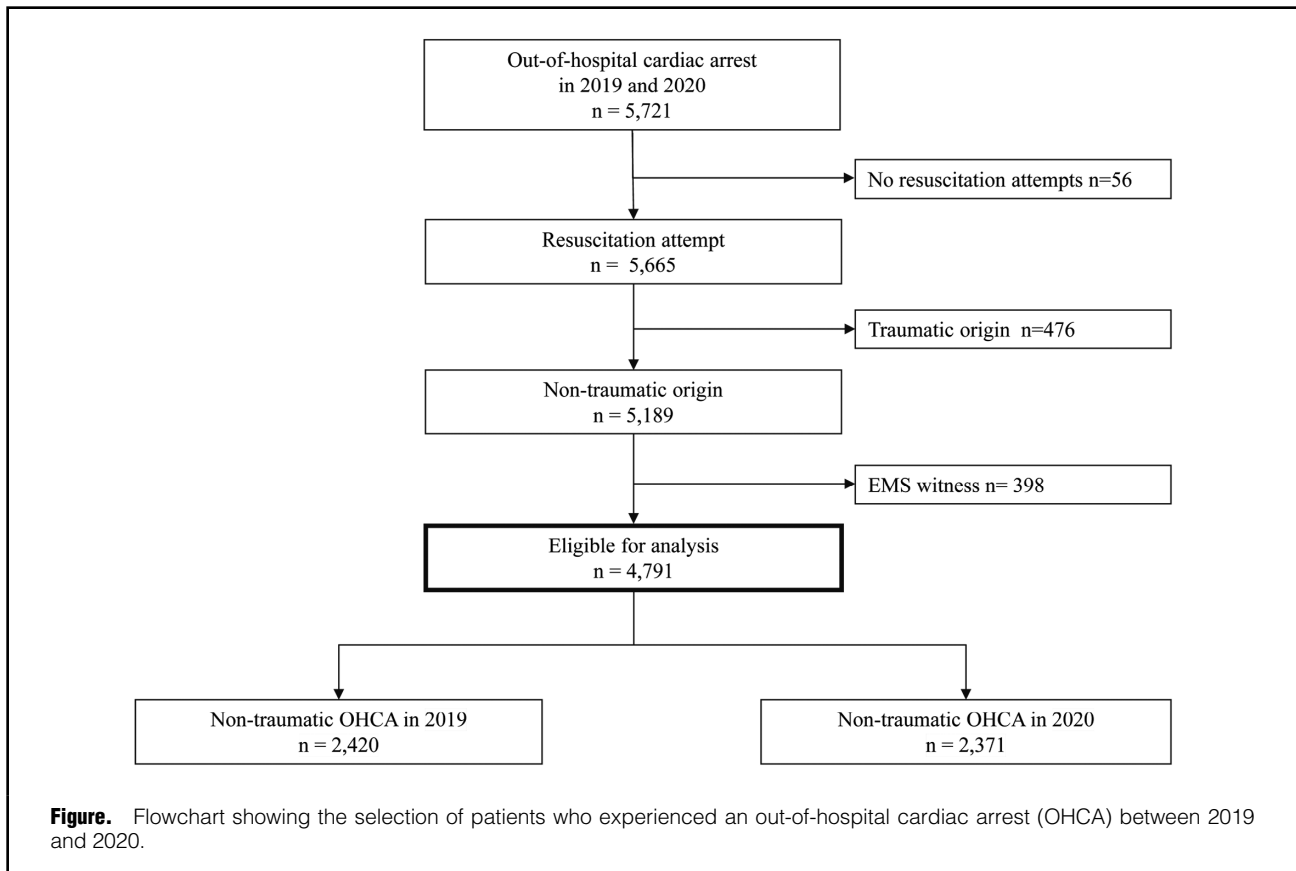 Out-of-hospital cardiac arrest
in 2019 and 2020
n = 5,721
No resuscitation attempts n=56
Resuscitation attempt
n = 5,665
Traumatic origin n=476
Non-traumatic origin
n = 5,189
EMS witness n= 398
Eligible for analysis
n = 4,791
Non-traumatic OHCA in 2019
n = 2,420
Non-traumatic OHCA in 2020
n = 2,371
Figure. Flowchart showing the selection of patients who experienced an out-of-hospital cardiac arrest (OHCA) between 2019
and 2020.